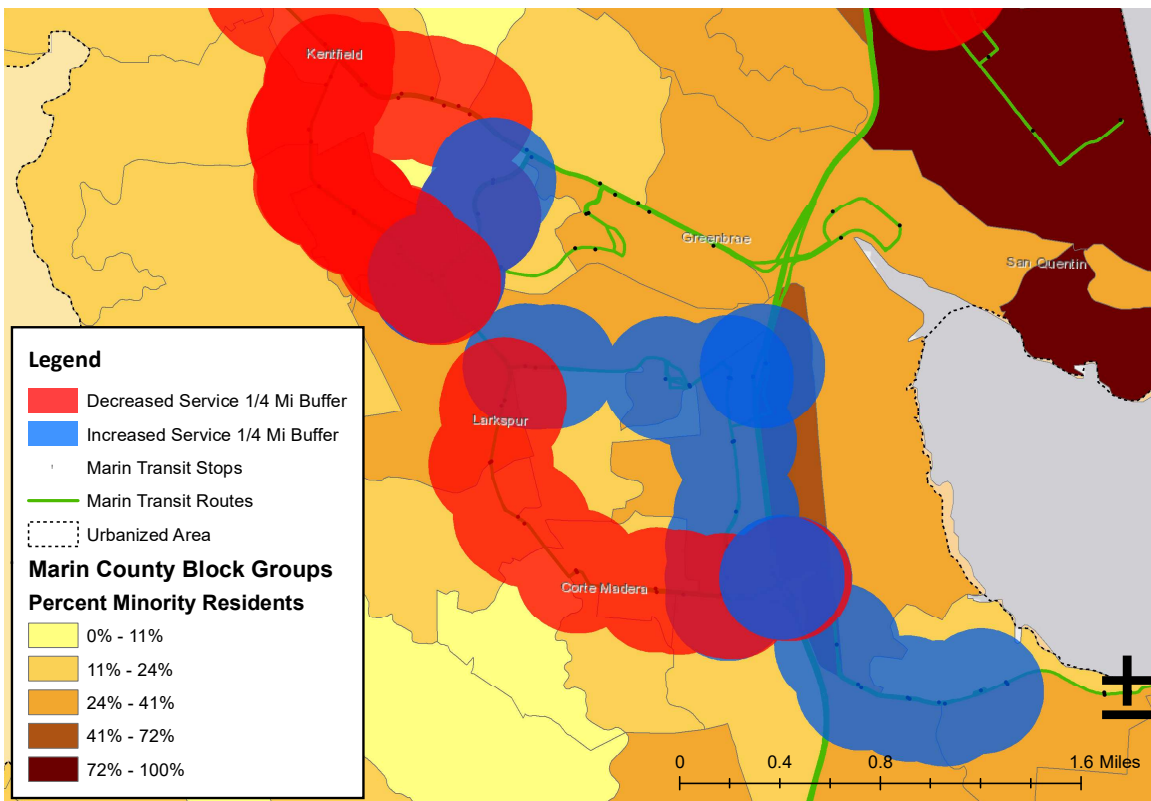 Kentfield
Greenbrae
San Quentin
Larkspur
Corte Madera
Legend
Decreased Service 1/4 Mi Buffer
Increased Service 1/4 Mi Buffer
Marin Transit Stops
Marin Transit Routes
Urbanized Area
Marin County Block Groups
Percent Minority Residents
0% - 11%
11% - 24%
24% - 41%
41% - 72%
72% - 100%
0 0.4 0.8 1.6 Miles